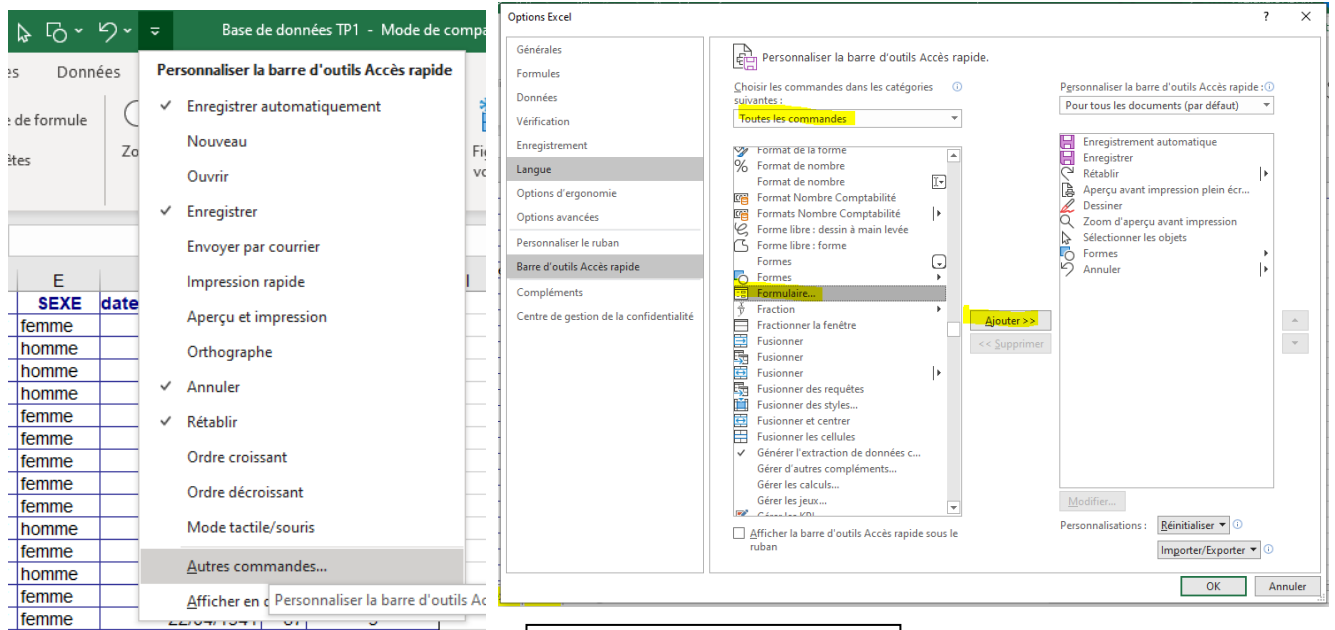 Base de données TP1 - Mode de compa
es Données
e de formule
êtes
Zo
Fi
vo
E
SEXE date
femme
homme
homme
homme
femme
femme
femme
femme
femme
homme
femme
homme
femme
femme
Personnaliser la barre d'outils Accès rapide
✓ Enregistrer automatiquement
Nouveau
Ouvrir
✓ Enregistrer
Envoyer par courrier
Impression rapide
Aperçu et impression
Orthographe
✓ Annuler
✓ Rétablir
Ordre croissant
Ordre décroissant
Mode tactile/souris
Autres commandes...
Afficher en
Personnaliser la barre d'outils Ac
Options Excel
? ×
Générales
Formules
Données
Vérification
Enregistrement
Langue
Options d'ergonomie
Options avancées
Personnaliser le ruban
Barre d'outils Accès rapide
Compléments
Centre de gestion de la confidentialité
Personnaliser la barre d'outils Accès rapide.
Choisir les commandes dans les catégories
suivantes :
Toutes les commandes
Format de la forme
% Format de nombre
Format de nombre
Format Nombre Comptabilité
Formats Nombre Comptabilité
Forme libre : dessin à main levée
Forme libre : forme
Formes
Formes
Formulaire...
Fraction
Fractionner la fenêtre
Fusionner
Fusionner
Fusionner
Fusionner des requêtes
Fusionner des styles...
Fusionner et centrer
Fusionner les cellules
✓ Générer l'extraction de données c...
Gérer d'autres compléments...
Gérer les calculs...
Gérer les jeux...
Afficher la barre d'outils Accès rapide sous le
ruban
Ajouter >>
<< Supprimer
Personnaliser la barre d'outils Accès rapide :
Pour tous les documents (par défaut)
Enregistrement automatique
Enregistrer
Rétablir
Aperçu avant impression plein écr...
Dessiner
Zoom d'aperçu avant impression
Sélectionner les objets
Formes
Annuler
Modifier...
Personnalisations : Réinitialiser
Importer/Exporter
OK Annuler